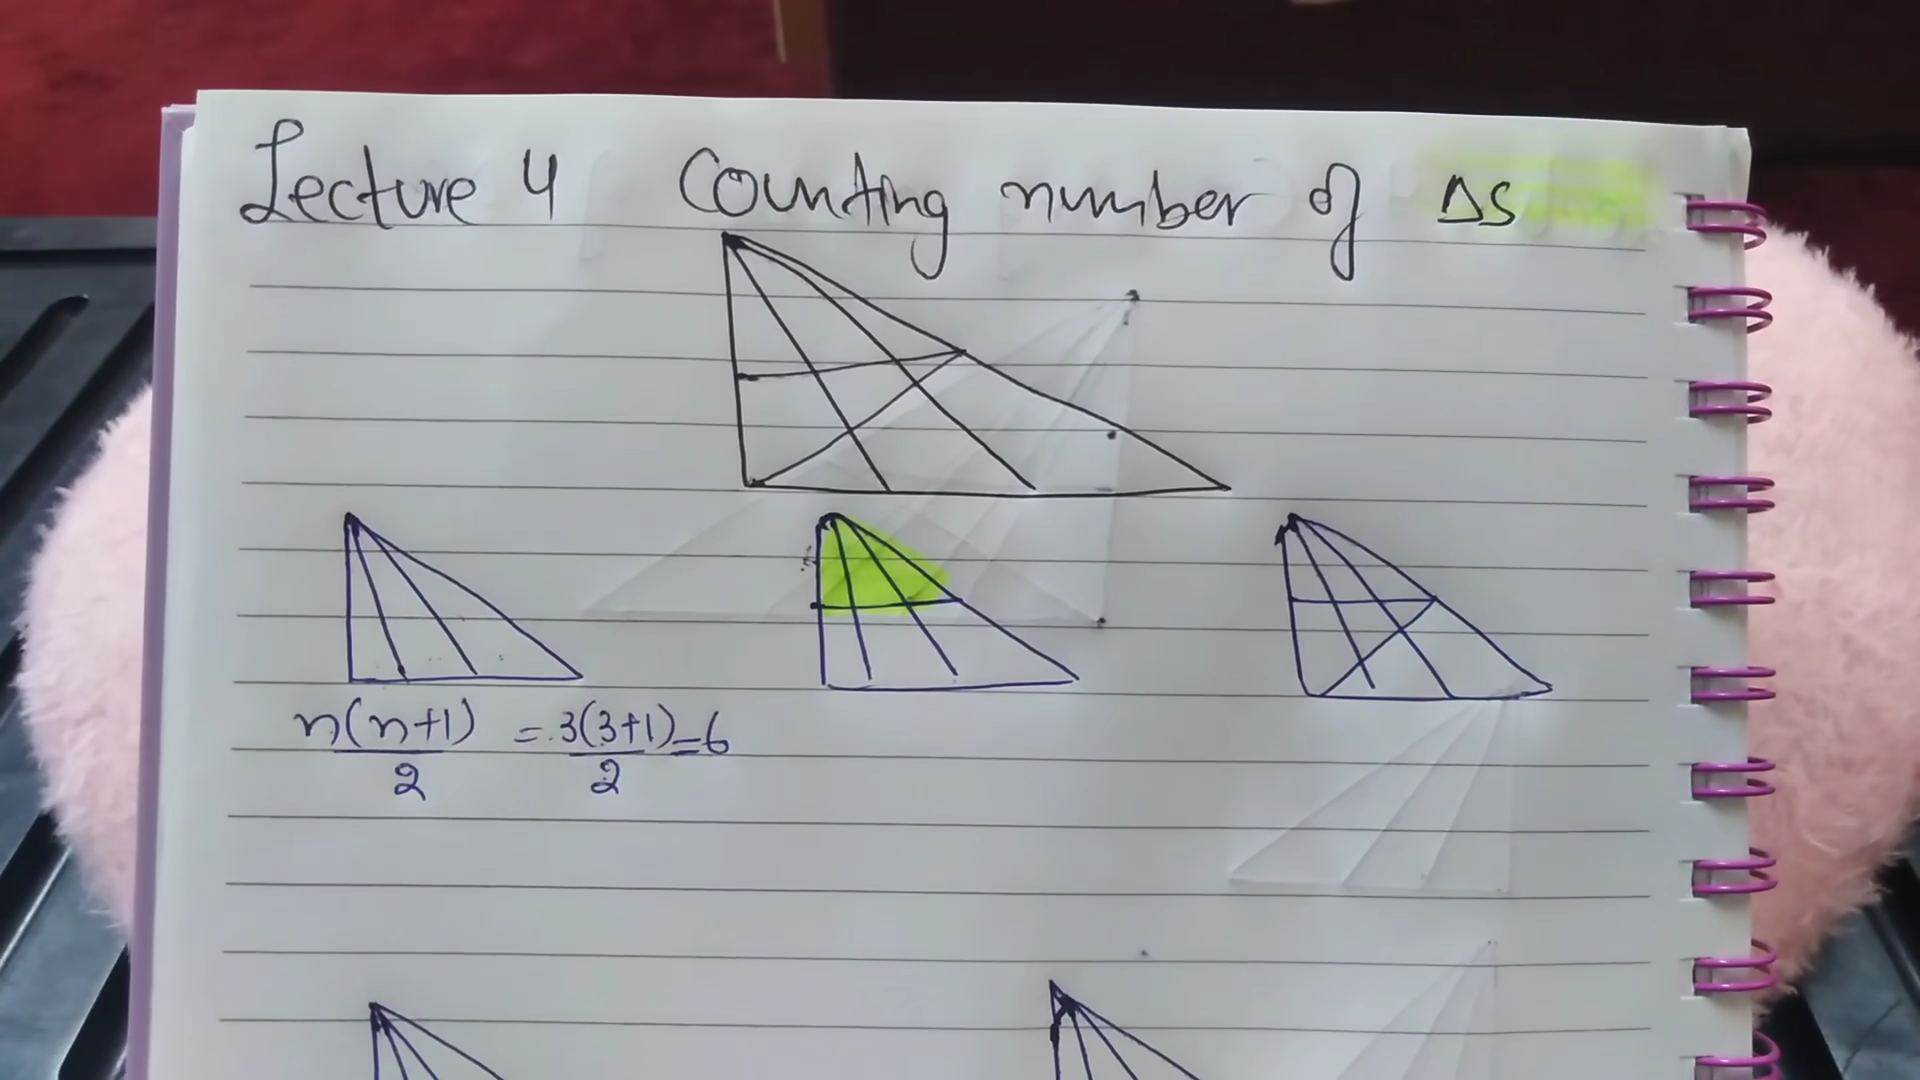 Lecture 4 Counting number of Δs
n(n+1)/2 = 3(3+1)/2 = 6